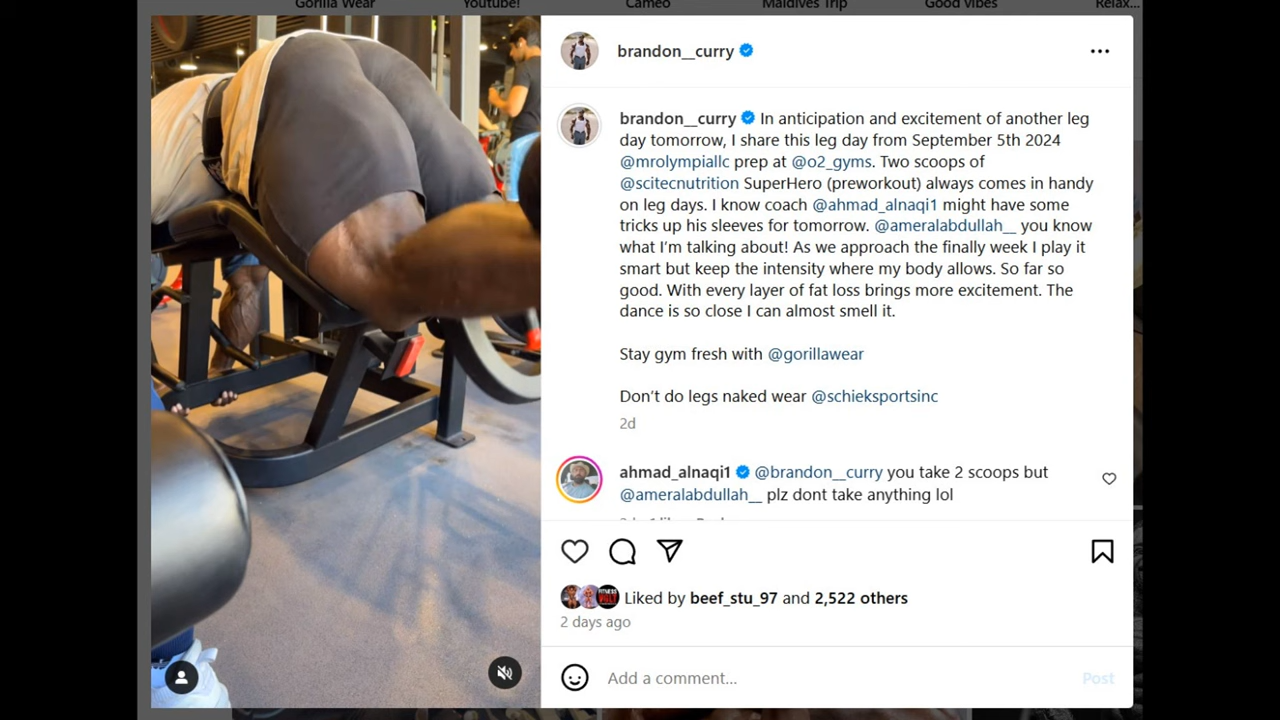 Gorilla Wear
Youtube!
Cameo
Maldives Trip
Good vibes
Relax...
brandon__curry
brandon__curry In anticipation and excitement of another leg
day tomorrow, I share this leg day from September 5th 2024
@mrolympiallc prep at @o2_gyms. Two scoops of
@scitecnutrition SuperHero (preworkout) always comes in handy
on leg days. I know coach @ahmad_alnaqi1 might have some
tricks up his sleeves for tomorrow. @ameralabdullah__ you know
what I’m talking about! As we approach the finally week I play it
smart but keep the intensity where my body allows. So far so
good. With every layer of fat loss brings more excitement. The
dance is so close I can almost smell it.
Stay gym fresh with @gorillawear
Don’t do legs naked wear @schieksportsinc
2d
ahmad_alnaqi1 @brandon__curry you take 2 scoops but
@ameralabdullah__ plz dont take anything lol
Liked by beef_stu_97 and 2,522 others
2 days ago
Add a comment...
Post